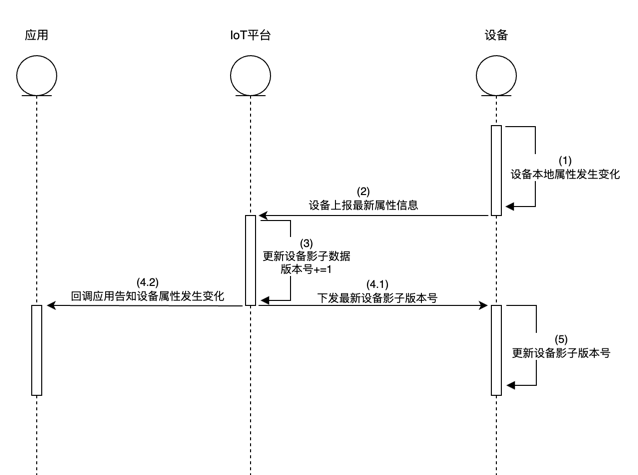 应用
IoT平台
设备
(1)
设备本地属性发生变化
(2)
设备上报最新属性信息
(3)
更新设备影子数据
版本号+=1
(4.2)
回调应用告知设备属性发生变化
(4.1)
下发最新设备影子版本号
(5)
更新设备影子版本号